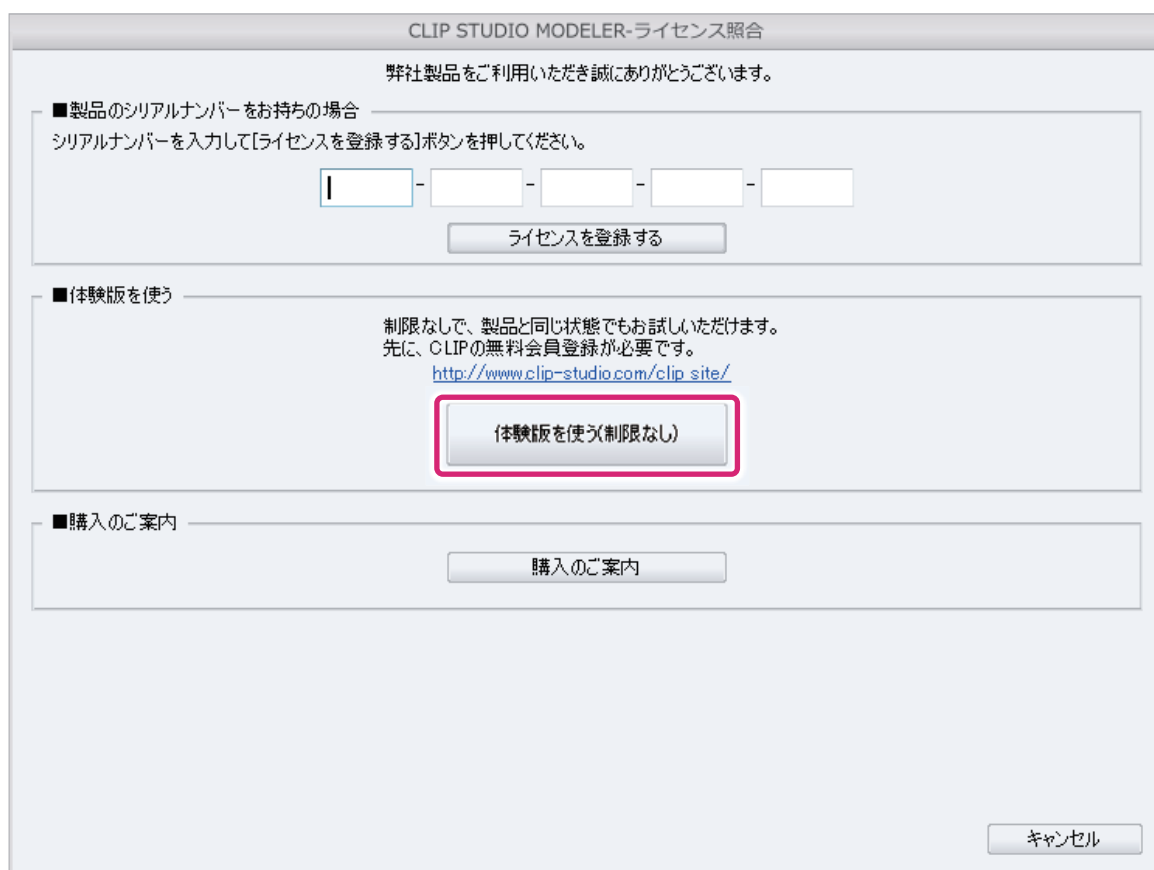 CLIP STUDIO MODELER-ライセンス照合
弊社製品をご利用いただき誠にありがとうございます。
■製品のシリアルナンバーをお持ちの場合
シリアルナンバーを入力して[ライセンスを登録する]ボタンを押してください。
- - - -
ライセンスを登録する
■体験版を使う
制限なしで、製品と同じ状態でもお試しいただけます。
先に、CLIPの無料会員登録が必要です。
http://www.clip-studio.com/clip_site/
体験版を使う(制限なし)
■購入のご案内
購入のご案内
キャンセル